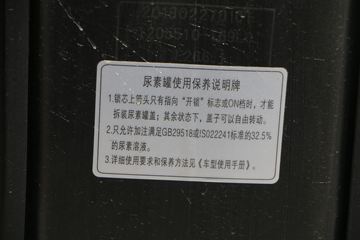 尿素罐使用保养说明牌
1.锁芯上箭头只有指向“开锁”标志或ON档时，才能
拆装尿素罐盖；其余状态下，盖子可以自由转动。
2.只允许加注满足GB29518或ISO22241标准的32.5%
的尿素溶液。
3.详细使用要求和保养方法见《车型使用手册》。